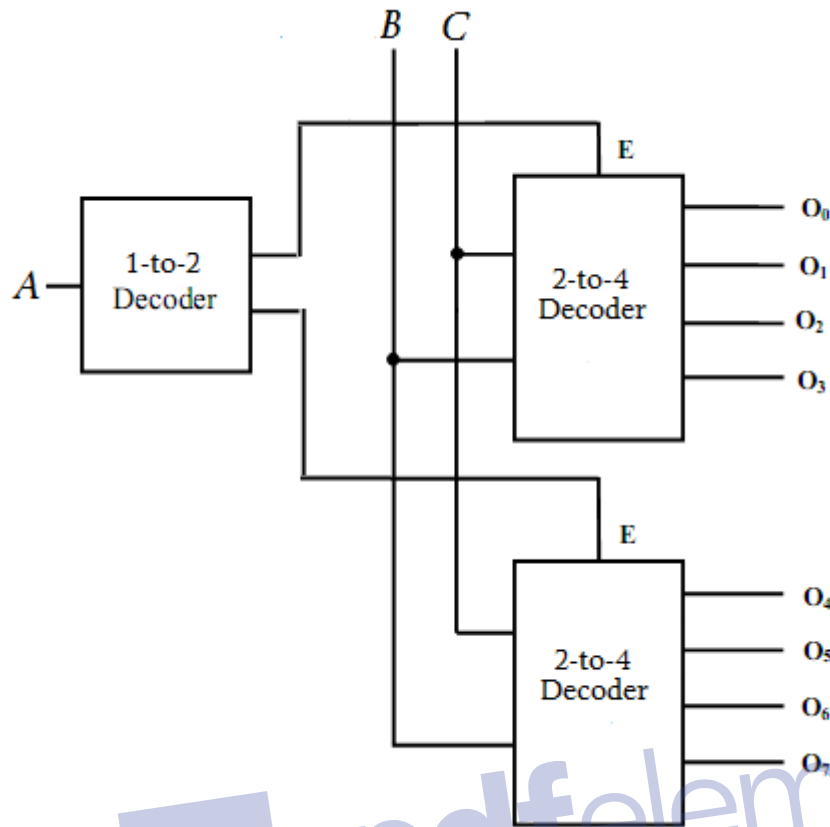 B C
E
O₀
1-to-2
Decoder
A
2-to-4
Decoder
O₁
O₂
O₃
E
O₄
2-to-4
Decoder
O₅
O₆
O₇
pdfelem